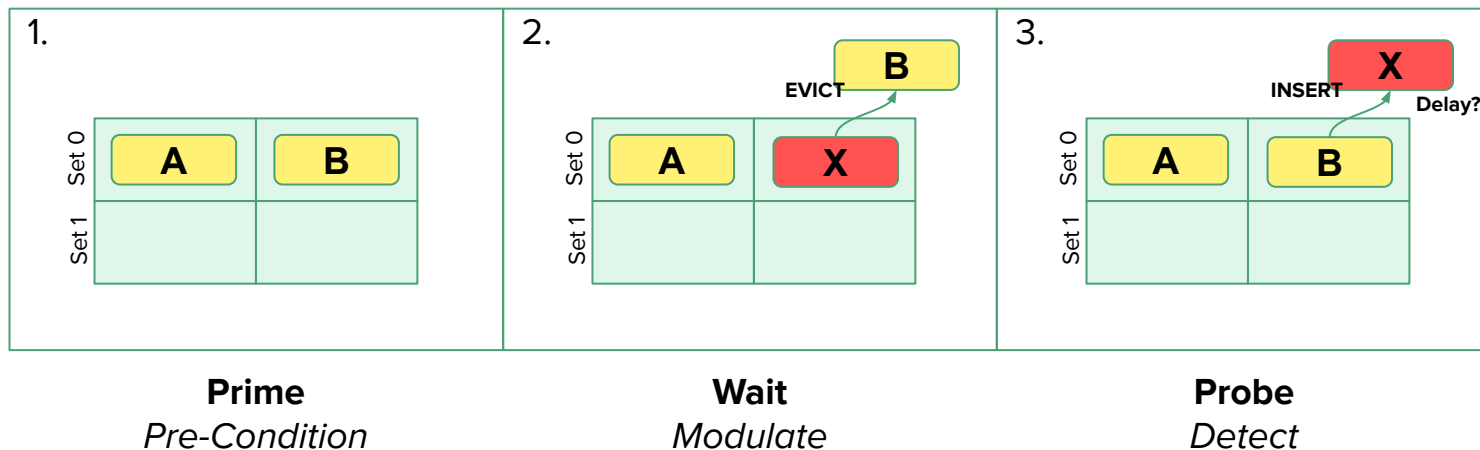 1.
Set 0
A
B
Set 1
Prime
Pre-Condition
2.
B
EVICT
Set 0
A
X
Set 1
Wait
Modulate
3.
X
INSERT
Delay?
Set 0
A
B
Set 1
Probe
Detect